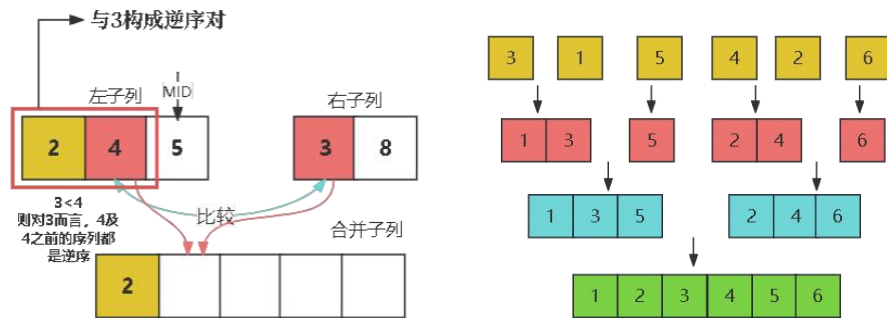 与3构成逆序对
左子列
MID
右子列
2 4 5
3 8
3<4
则对3而言，4及
4之前的序列都
是逆序
比较
合并子列
2
3 1 5 4 2 6
1 3 5 2 4 6
1 3 5 2 4 6
1 2 3 4 5 6